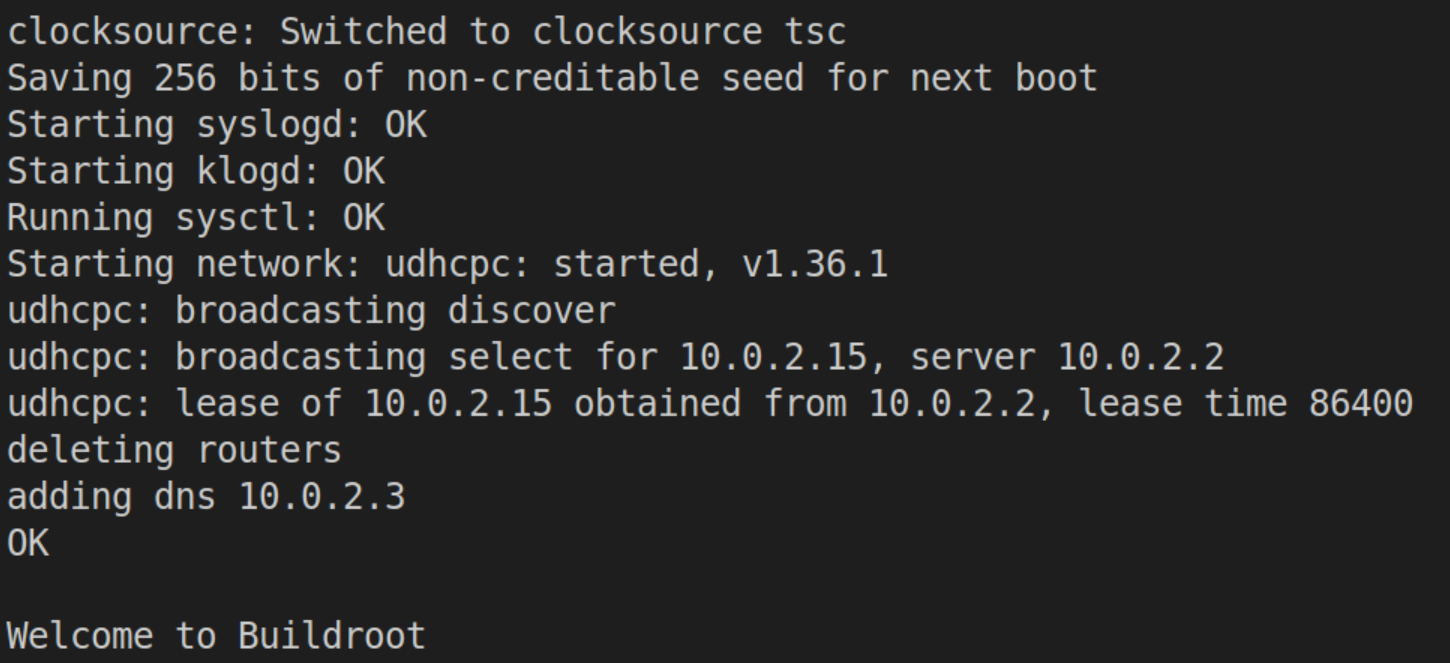 clocksource: Switched to clocksource tsc
Saving 256 bits of non-creditable seed for next boot
Starting syslogd: OK
Starting klogd: OK
Running sysctl: OK
Starting network: udhcpc: started, v1.36.1
udhcpc: broadcasting discover
udhcpc: broadcasting select for 10.0.2.15, server 10.0.2.2
udhcpc: lease of 10.0.2.15 obtained from 10.0.2.2, lease time 86400
deleting routers
adding dns 10.0.2.3
OK
Welcome to Buildroot